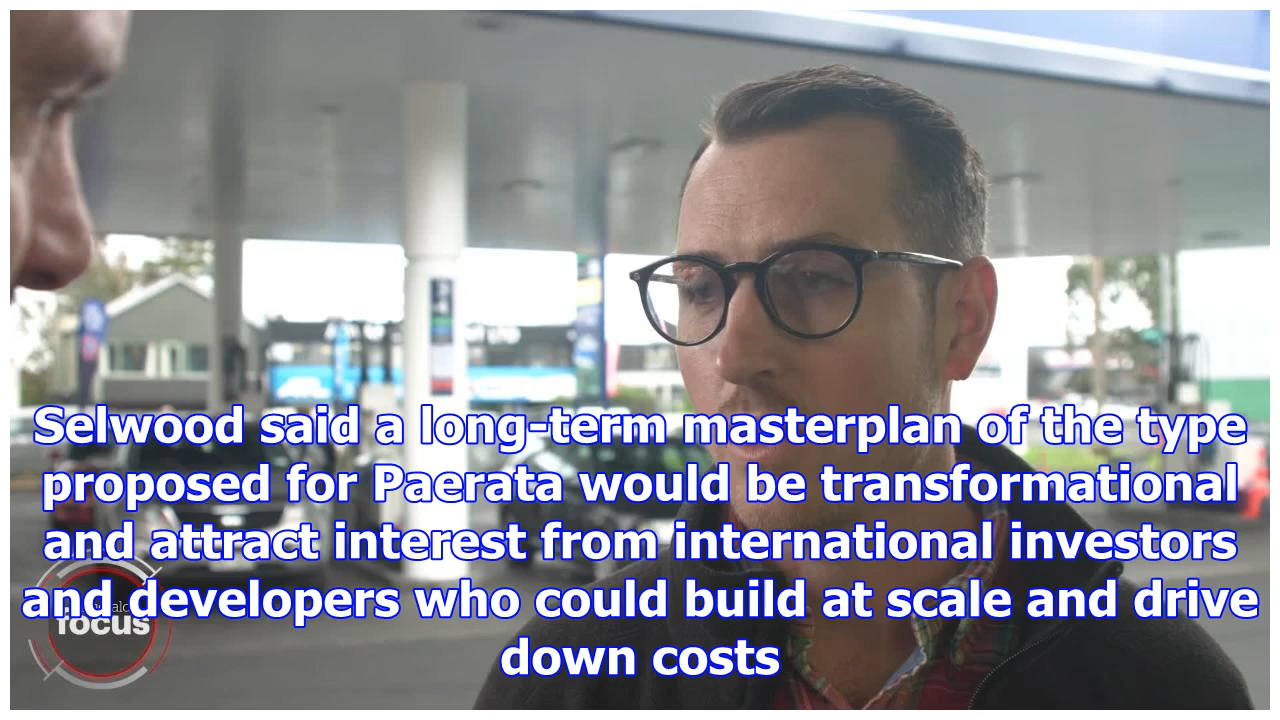 Selwood said a long-term masterplan of the type
proposed for Paerata would be transformational
and attract interest from international investors
and developers who could build at scale and drive
down costs
focus